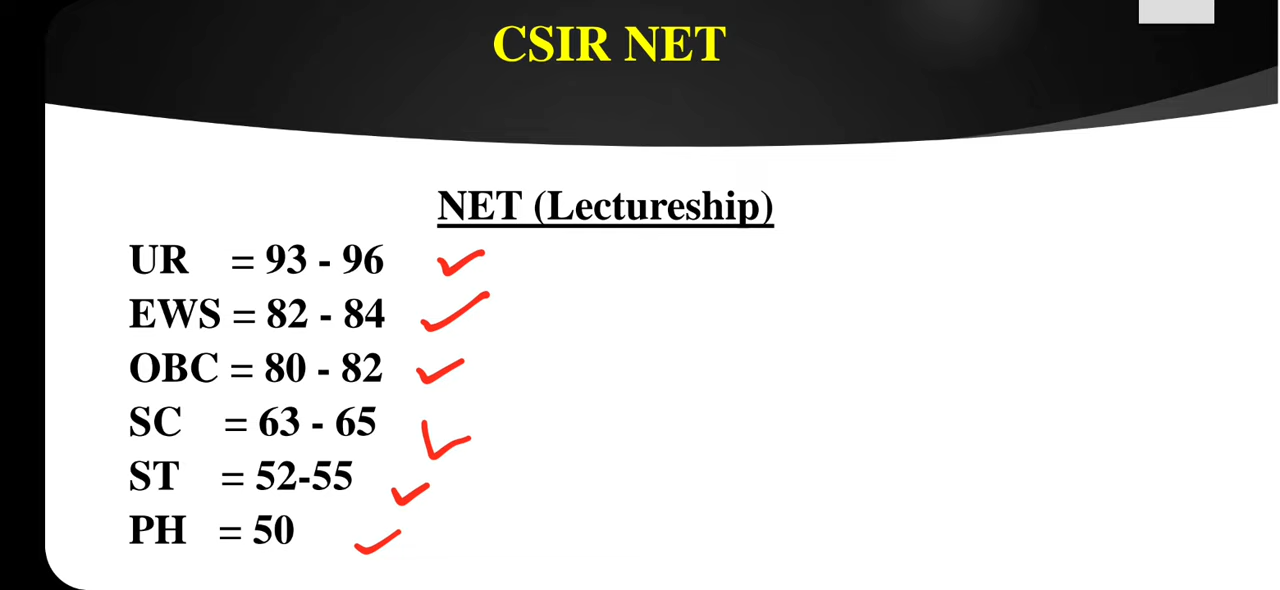 CSIR NET
NET (Lectureship)
UR = 93 - 96
EWS = 82 - 84
OBC = 80 - 82
SC = 63 - 65
ST = 52-55
PH = 50